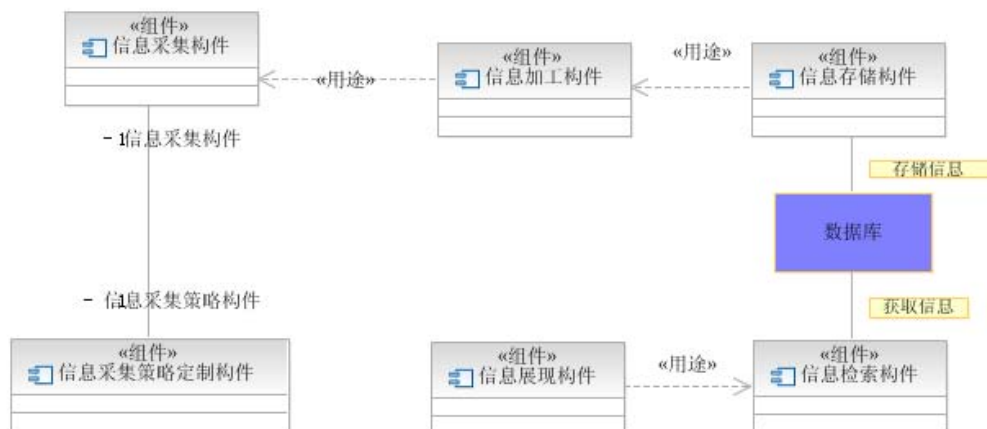 «组件»
信息采集构件
«用途»
«组件»
信息加工构件
«用途»
«组件»
信息存储构件
- 1信息采集构件
存储信息
数据库
- 1信息采集策略构件
获取信息
«组件»
信息采集策略定制构件
«组件»
信息展现构件
«用途»
«组件»
信息检索构件